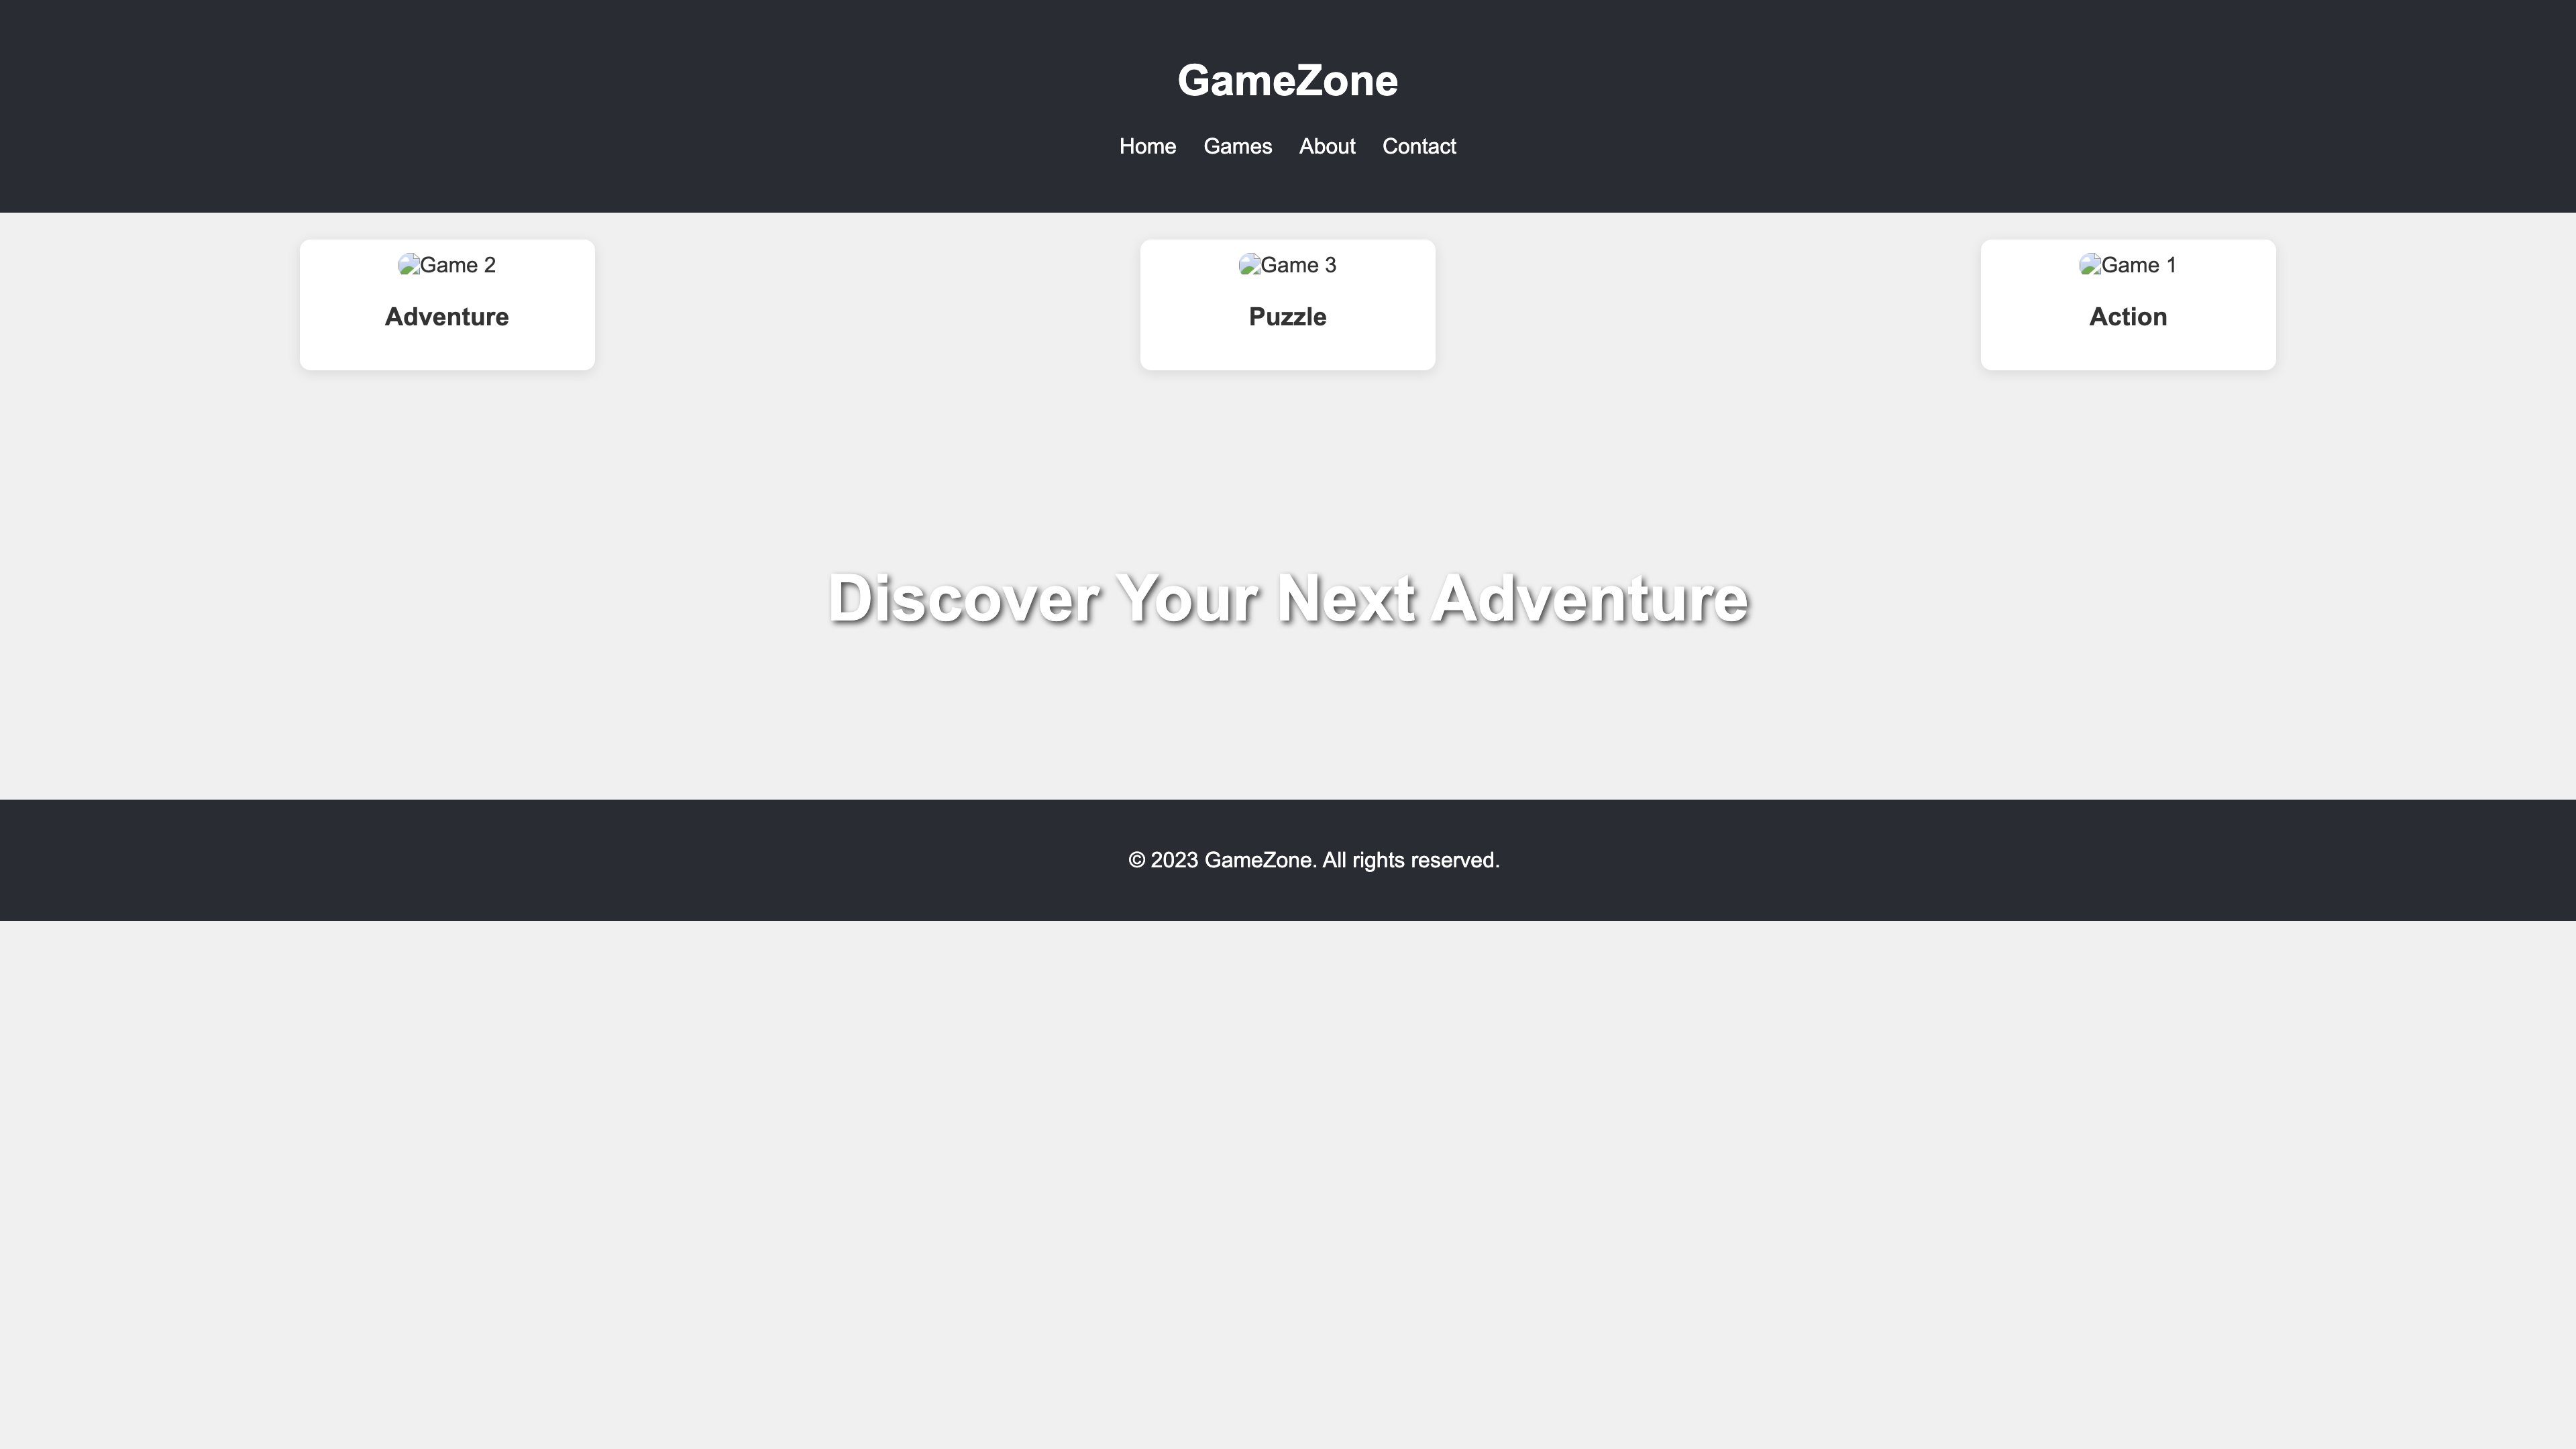 GameZone
Home Games About Contact
Game 2 Game 3 Game 1
Adventure Puzzle Action
Discover Your Next Adventure
© 2023 GameZone. All rights reserved.